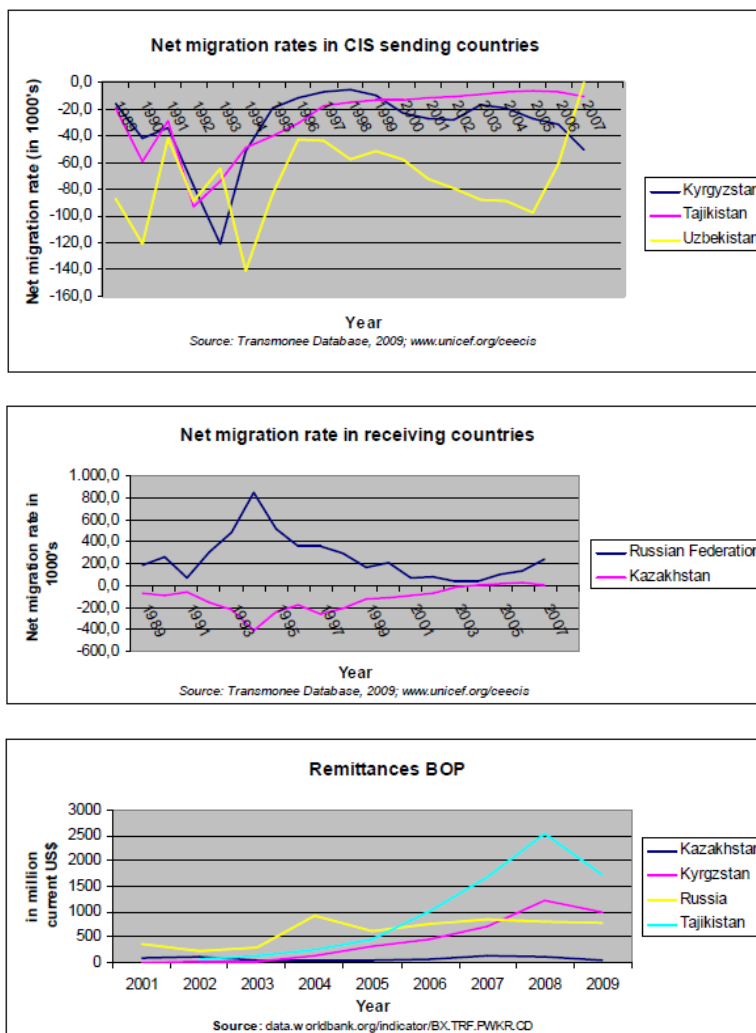 Net migration rates in CIS sending countries
Net migration rate (in 1000's)
0,0
-20,0
-40,0
-60,0
-80,0
-100,0
-120,0
-140,0
-160,0
1989
1990
1991
1992
1993
1994
1995
1996
1997
1998
1999
2000
2001
2002
2003
2004
2005
2006
2007
Year
Kyrgyzstan
Tajikistan
Uzbekistan
Source: Transmonee Database, 2009; www.unicef.org/ceecis
Net migration rate in receiving countries
Net migration rate in
1000's
1.000,0
800,0
600,0
400,0
200,0
0,0
-200,0
-400,0
-600,0
1989
1991
1993
1995
1997
1999
2001
2003
2005
2007
Year
Russian Federation
Kazakhstan
Source: Transmonee Database, 2009; www.unicef.org/ceecis
Remittances BOP
in million
current US$
3000
2500
2000
1500
1000
500
0
2001 2002 2003 2004 2005 2006 2007 2008 2009
Year
Kazakhstan
Kyrgzstan
Russia
Tajikistan
Source: data.worldbank.org/indicator/BX.TRF.PWKR.CD